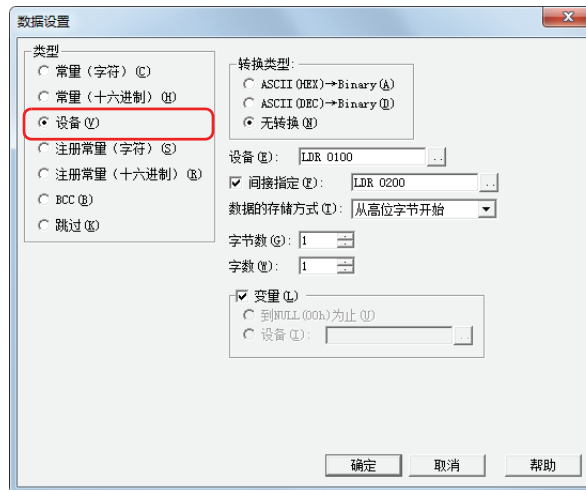 数据设置
类型
常量（字符）(C)
常量（十六进制）(H)
设备(V)
注册常量（字符）(S)
注册常量（十六进制）(R)
BCC(B)
跳过(K)
转换类型:
ASCII(HEX)→Binary(A)
ASCII(DEC)→Binary(D)
无转换(N)
设备(E): LDR 0100 ..
间接指定(F): LDR 0200 ..
数据的存储方式(T): 从高位字节开始
字节数(G): 1
字数(W): 1
变量(L)
到NULL(00h)为止(U)
设备(I): ..
确定 取消 帮助